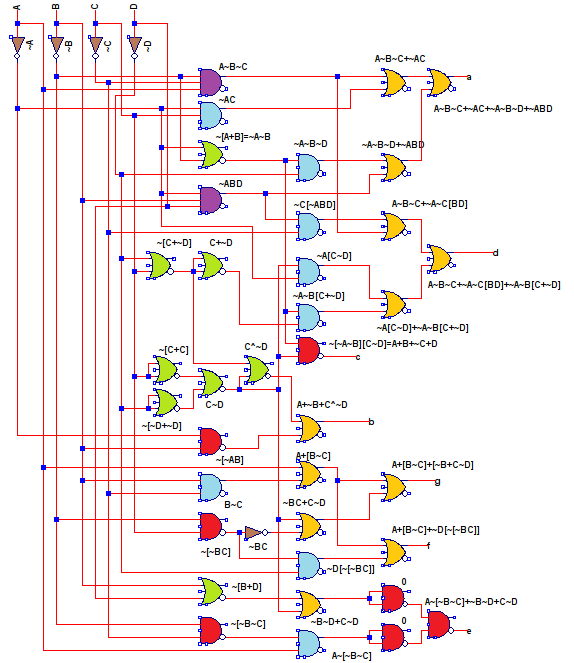 A
B
C
D
~A
~B
~C
~D
A~B~C
A~B~C+~AC
a
~AC
A~B~C+~AC+~A~B~D+~ABD
~[A+B]=~A~B
~A~B~D
~A~B~D+~ABD
~ABD
~C[~ABD]
A~B~C+~A~C[BD]
~[C+~D]
C+~D
~A[C~D]
d
A~B~C+~A~C[BD]+~A~B[C+~D]
~A~B[C+~D]
~A[C~D]+~A~B[C+~D]
~[~A~B][C~D]=A+B+~C+D
c
~[C+C]
C^~D
C~D
A+~B+C^~D
b
~[~D+~D]
~[~AB]
A+[B~C]
A+[B~C]+[~B+C~D]
g
B~C
~BC+C~D
~[~BC]
~BC
A+[B~C]+~D[~[~BC]]
f
~D[~[~BC]]
~[B+D]
0
~B~D+C~D
A~[~B~C]+~B~D+C~D
~[~B~C]
0
e
A~[~B~C]